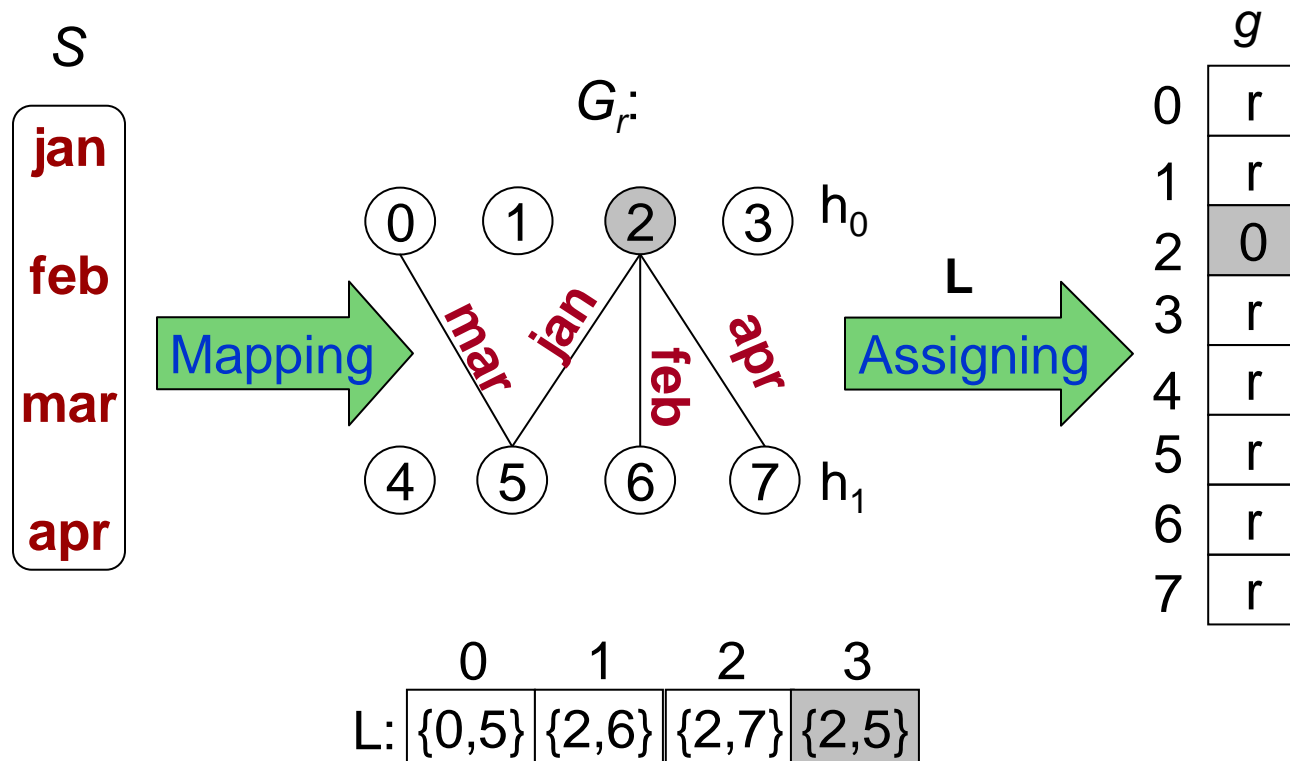 S
jan
feb
mar
apr
Mapping
Gr:
0 1 2 3 h0
mar jan feb apr
4 5 6 7 h1
L
Assigning
g
0 r
1 r
2 0
3 r
4 r
5 r
6 r
7 r
0 1 2 3
L: {0,5} {2,6} {2,7} {2,5}